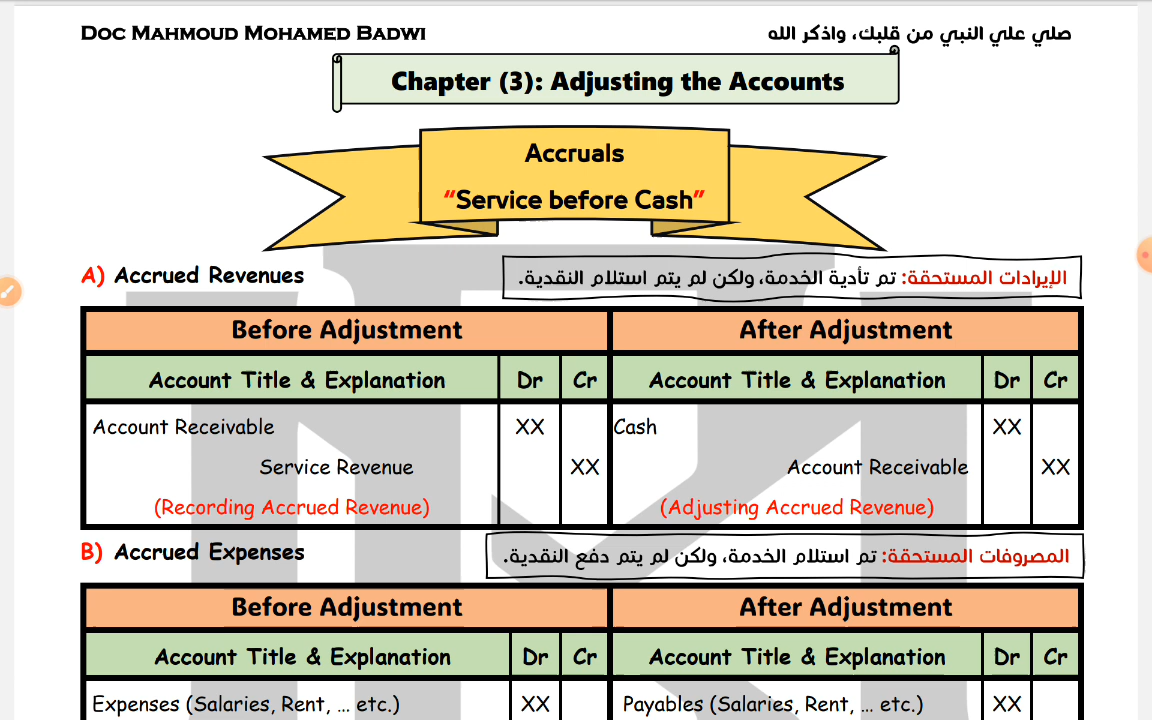 DOC MAHMOUD MOHAMED BADWI
صلي علي النبي من قلبك، واذكر الله
Chapter (3): Adjusting the Accounts
Accruals
“Service before Cash”
A) Accrued Revenues
الإيرادات المستحقة: تم تأدية الخدمة، ولكن لم يتم استلام النقدية.
Before Adjustment After Adjustment
Account Title & Explanation Dr Cr Account Title & Explanation Dr Cr
Account Receivable XX Cash XX
Service Revenue XX Account Receivable XX
(Recording Accrued Revenue) (Adjusting Accrued Revenue)
B) Accrued Expenses
المصروفات المستحقة: تم استلام الخدمة، ولكن لم يتم دفع النقدية.
Before Adjustment After Adjustment
Account Title & Explanation Dr Cr Account Title & Explanation Dr Cr
Expenses (Salaries, Rent, ... etc.) XX Payables (Salaries, Rent, ... etc.) XX